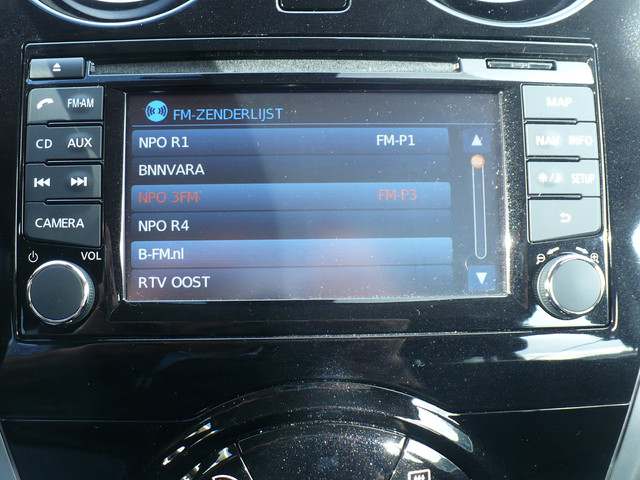 FM-AM
MAP
FM-ZENDERLIJST
CD AUX
NPO R1 FM-P1
NAV INFO
BNNVARA
NPO 3FM FM-P3
SETUP
CAMERA
NPO R4
B-FM.nl
VOL
RTV OOST